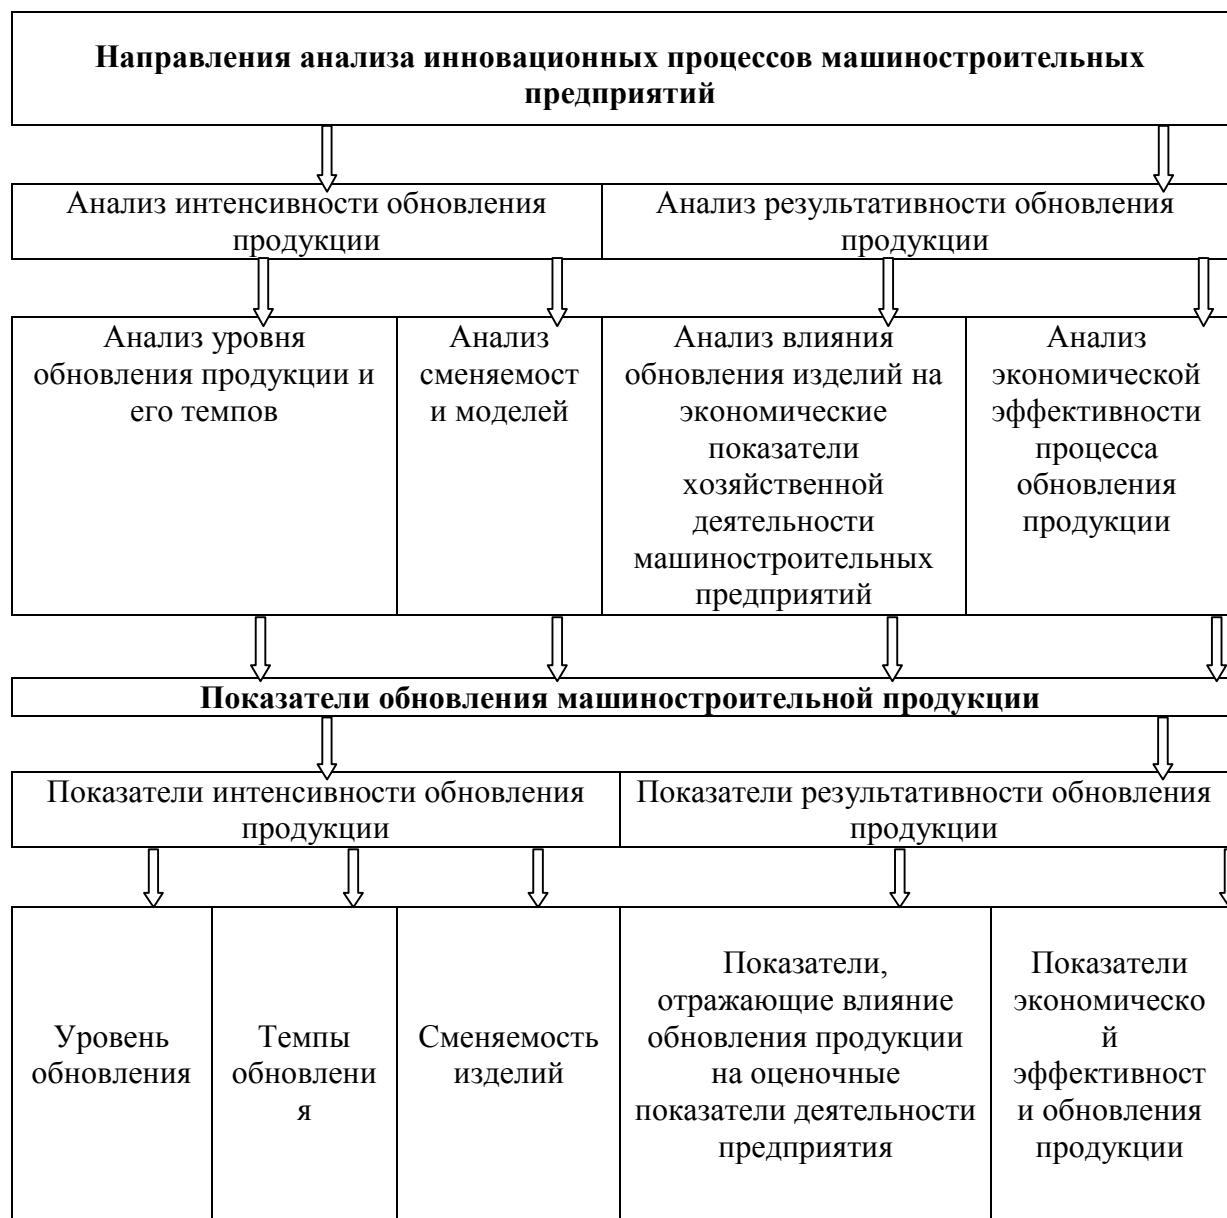 Направления анализа инновационных процессов машиностроительных
предприятий
Анализ интенсивности обновления
продукции
Анализ результативности обновления
продукции
Анализ уровня
обновления продукции и
его темпов
Анализ
сменяемост
и моделей
Анализ влияния
обновления изделий на
экономические
показатели
хозяйственной
деятельности
машиностроительных
предприятий
Анализ
экономической
эффективности
процесса
обновления
продукции
Показатели обновления машиностроительной продукции
Показатели интенсивности обновления
продукции
Показатели результативности обновления
продукции
Уровень
обновления
Темпы
обновлени
я
Сменяемость
изделий
Показатели,
отражающие влияние
обновления продукции
на оценочные
показатели деятельности
предприятия
Показатели
экономическо
й
эффективност
и обновления
продукции